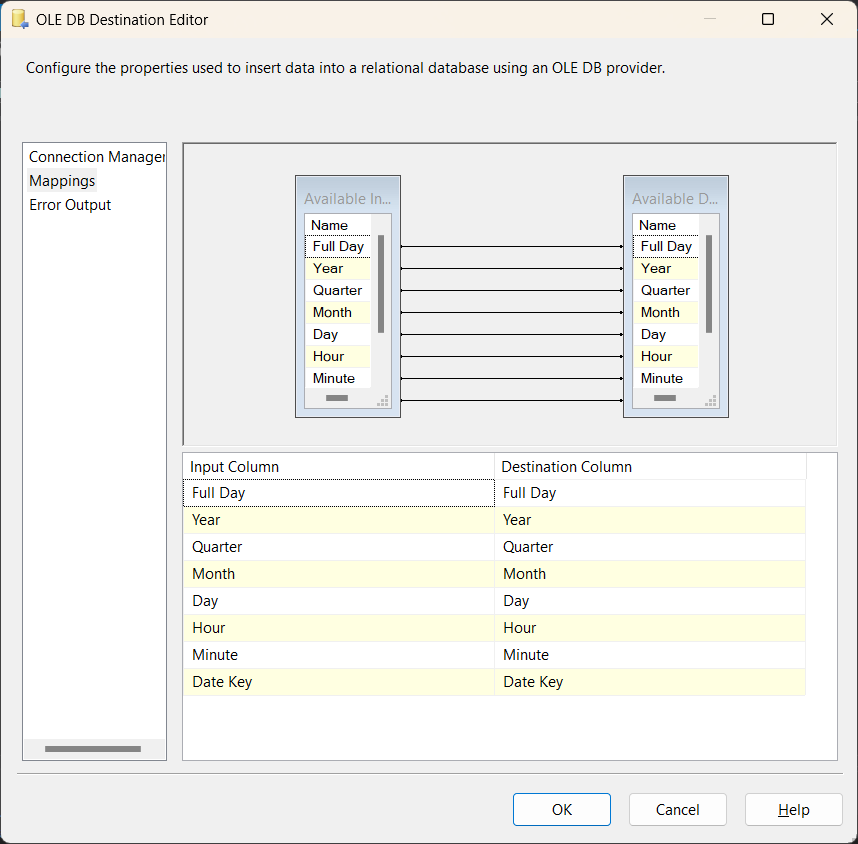 OLE DB Destination Editor
Configure the properties used to insert data into a relational database using an OLE DB provider.
Connection Manager
Mappings
Error Output
Available In...
Name
Full Day
Year
Quarter
Month
Day
Hour
Minute
Available D...
Name
Full Day
Year
Quarter
Month
Day
Hour
Minute
Input Column Destination Column
Full Day Full Day
Year Year
Quarter Quarter
Month Month
Day Day
Hour Hour
Minute Minute
Date Key Date Key
OK Cancel Help